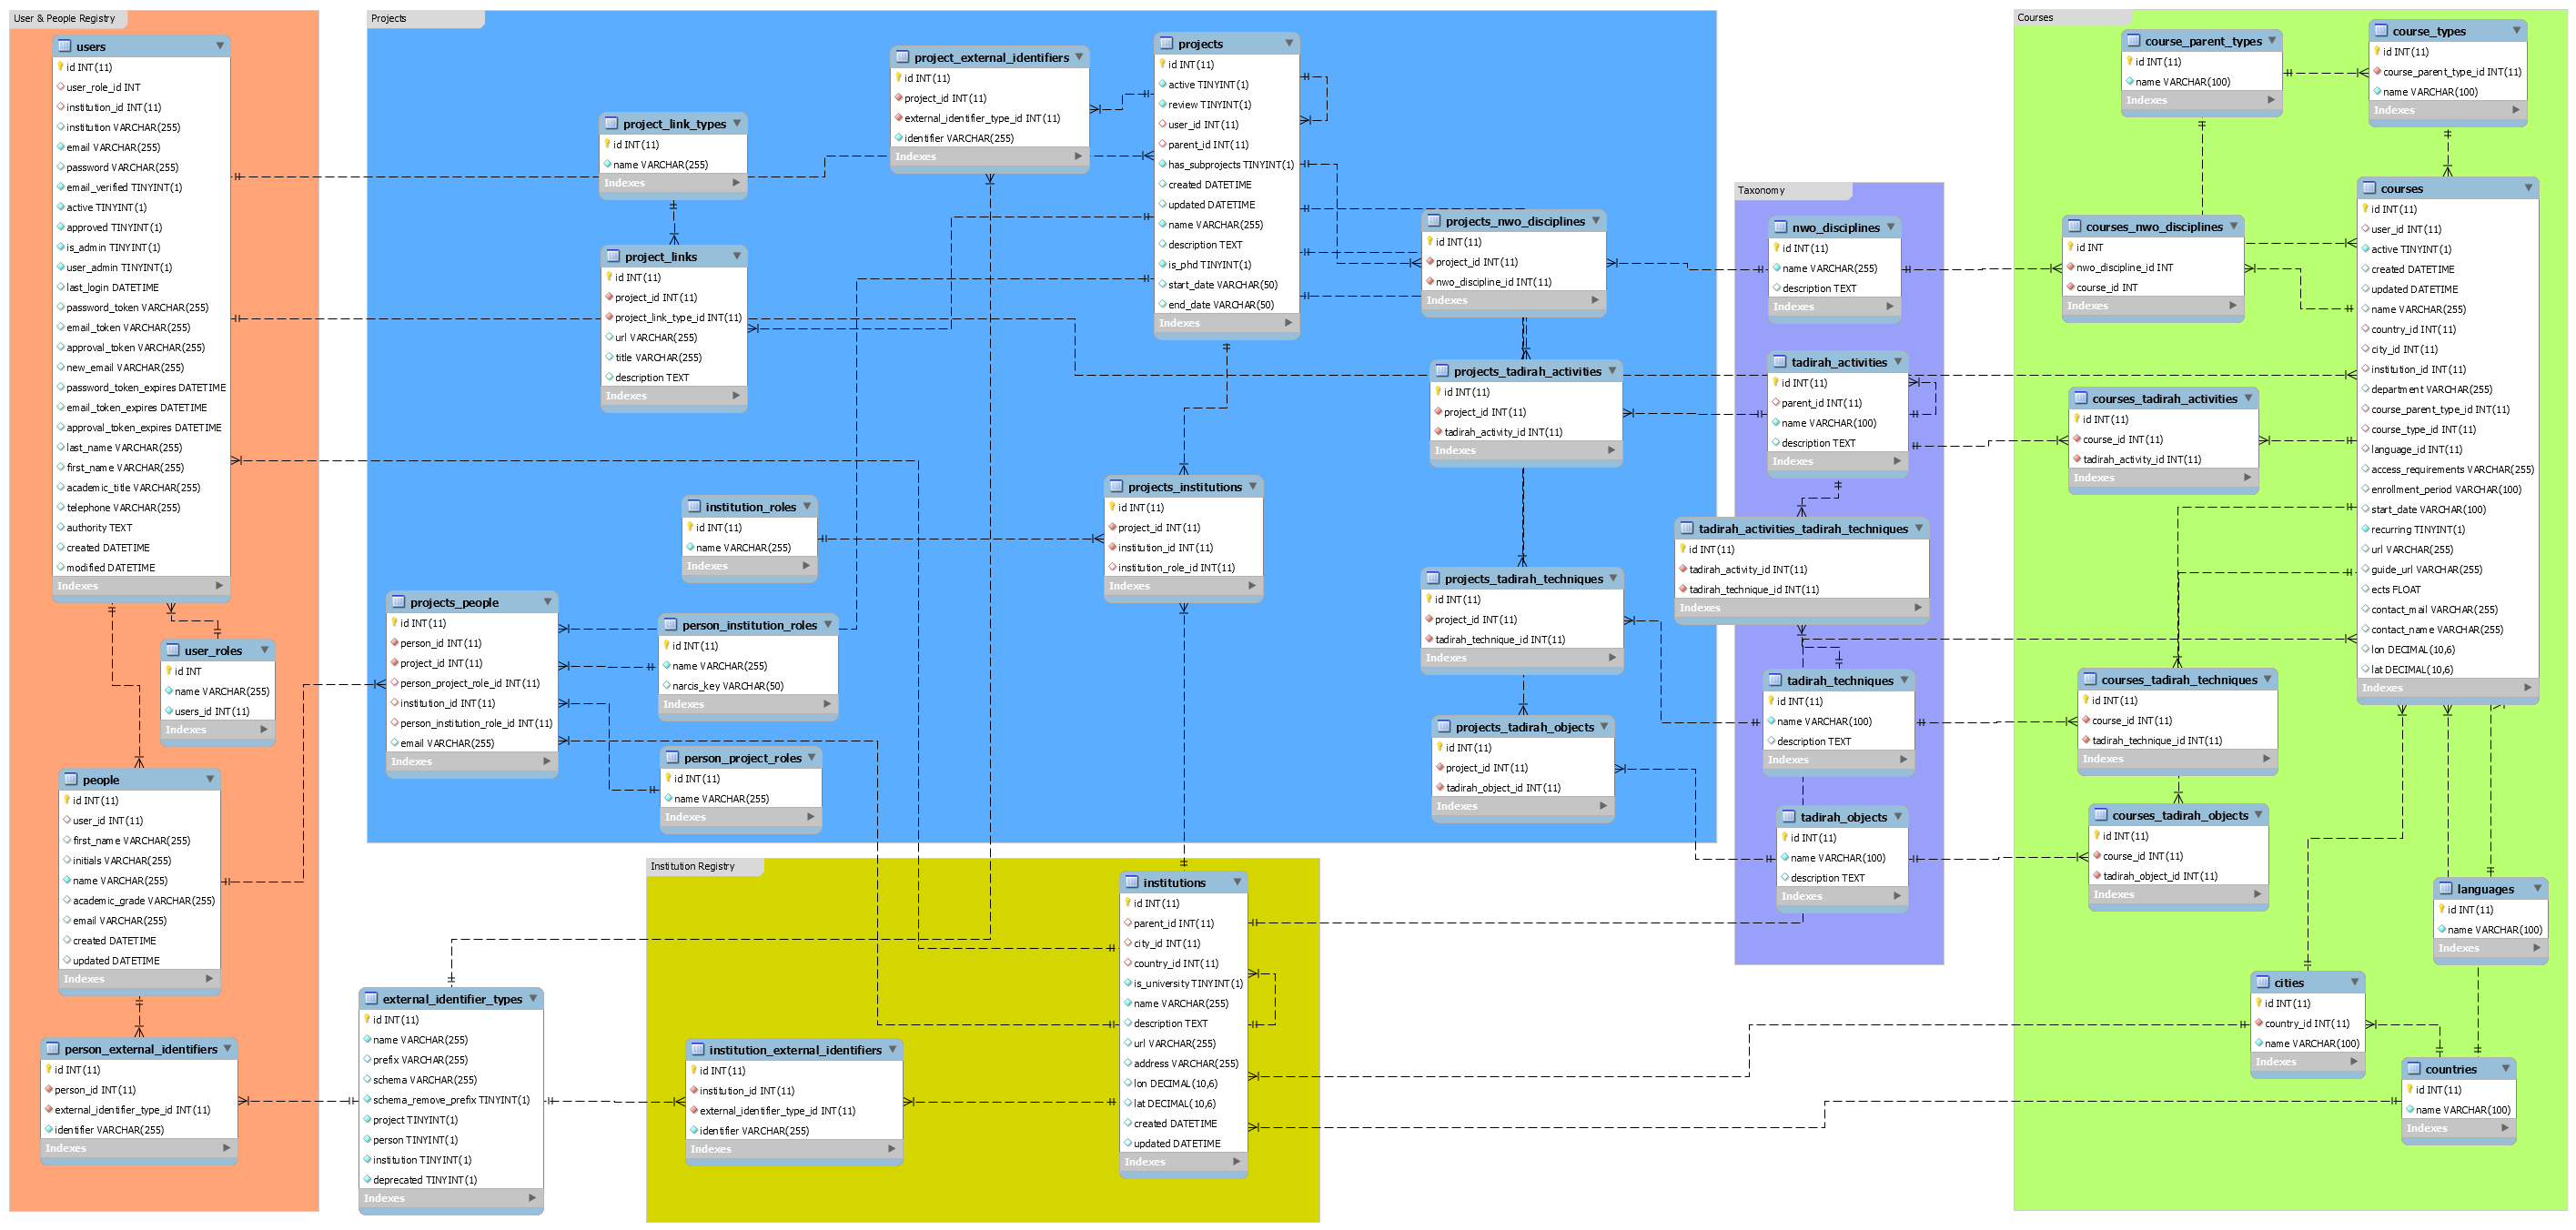 User & People Registry
users
id INT(11)
user_role_id INT
institution_id INT(11)
institution VARCHAR(255)
email VARCHAR(255)
password VARCHAR(255)
email_verified TINYINT(1)
active TINYINT(1)
approved TINYINT(1)
is_admin TINYINT(1)
user_admin TINYINT(1)
last_login DATETIME
password_token VARCHAR(255)
email_token VARCHAR(255)
approval_token VARCHAR(255)
new_email VARCHAR(255)
password_token_expires DATETIME
email_token_expires DATETIME
approval_token_expires DATETIME
last_name VARCHAR(255)
first_name VARCHAR(255)
academic_title VARCHAR(255)
telephone VARCHAR(255)
authority TEXT
created DATETIME
modified DATETIME
Indexes
user_roles
id INT
name VARCHAR(255)
users_id INT(11)
Indexes
people
id INT(11)
user_id INT(11)
first_name VARCHAR(255)
initials VARCHAR(255)
name VARCHAR(255)
academic_grade VARCHAR(255)
email VARCHAR(255)
created DATETIME
updated DATETIME
Indexes
person_external_identifiers
id INT(11)
person_id INT(11)
external_identifier_type_id INT(11)
identifier VARCHAR(255)
Indexes
Projects
project_link_types
id INT(11)
name VARCHAR(255)
Indexes
project_links
id INT(11)
project_id INT(11)
project_link_type_id INT(11)
url VARCHAR(255)
title VARCHAR(255)
description TEXT
Indexes
project_external_identifiers
id INT(11)
project_id INT(11)
external_identifier_type_id INT(11)
identifier VARCHAR(255)
Indexes
projects
id INT(11)
active TINYINT(1)
review TINYINT(1)
user_id INT(11)
parent_id INT(11)
has_subprojects TINYINT(1)
created DATETIME
updated DATETIME
name VARCHAR(255)
description TEXT
is_phd TINYINT(1)
start_date VARCHAR(50)
end_date VARCHAR(50)
Indexes
projects_nwo_disciplines
id INT(11)
project_id INT(11)
nwo_discipline_id INT(11)
Indexes
projects_tadirah_activities
id INT(11)
project_id INT(11)
tadirah_activity_id INT(11)
Indexes
institution_roles
id INT(11)
name VARCHAR(255)
Indexes
projects_institutions
id INT(11)
project_id INT(11)
institution_id INT(11)
institution_role_id INT(11)
Indexes
projects_people
id INT(11)
person_id INT(11)
project_id INT(11)
person_project_role_id INT(11)
institution_id INT(11)
person_institution_role_id INT(11)
email VARCHAR(255)
Indexes
person_institution_roles
id INT(11)
name VARCHAR(255)
narcis_key VARCHAR(50)
Indexes
person_project_roles
id INT(11)
name VARCHAR(255)
Indexes
projects_tadirah_techniques
id INT(11)
project_id INT(11)
tadirah_technique_id INT(11)
Indexes
projects_tadirah_objects
id INT(11)
project_id INT(11)
tadirah_object_id INT(11)
Indexes
external_identifier_types
id INT(11)
name VARCHAR(255)
prefix VARCHAR(255)
schema VARCHAR(255)
schema_remove_prefix TINYINT(1)
project TINYINT(1)
person TINYINT(1)
institution TINYINT(1)
deprecated TINYINT(1)
Indexes
Institution Registry
institution_external_identifiers
id INT(11)
institution_id INT(11)
external_identifier_type_id INT(11)
identifier VARCHAR(255)
Indexes
institutions
id INT(11)
parent_id INT(11)
city_id INT(11)
country_id INT(11)
is_university TINYINT(1)
name VARCHAR(255)
description TEXT
url VARCHAR(255)
address VARCHAR(255)
lon DECIMAL(10,6)
lat DECIMAL(10,6)
created DATETIME
updated DATETIME
Indexes
Taxonomy
nwo_disciplines
id INT(11)
name VARCHAR(255)
description TEXT
Indexes
tadirah_activities
id INT(11)
parent_id INT(11)
name VARCHAR(100)
description TEXT
Indexes
tadirah_activities_tadirah_techniques
id INT(11)
tadirah_activity_id INT(11)
tadirah_technique_id INT(11)
Indexes
tadirah_techniques
id INT(11)
name VARCHAR(100)
description TEXT
Indexes
tadirah_objects
id INT(11)
name VARCHAR(100)
description TEXT
Indexes
Courses
course_parent_types
id INT(11)
name VARCHAR(100)
Indexes
course_types
id INT(11)
course_parent_type_id INT(11)
name VARCHAR(100)
Indexes
courses_nwo_disciplines
id INT
nwo_discipline_id INT
course_id INT
Indexes
courses
id INT(11)
user_id INT(11)
active TINYINT(1)
created DATETIME
updated DATETIME
name VARCHAR(255)
country_id INT(11)
city_id INT(11)
institution_id INT(11)
department VARCHAR(255)
course_parent_type_id INT(11)
course_type_id INT(11)
language_id INT(11)
access_requirements VARCHAR(255)
enrollment_period VARCHAR(100)
start_date VARCHAR(100)
recurring TINYINT(1)
url VARCHAR(255)
guide_url VARCHAR(255)
ects FLOAT
contact_mail VARCHAR(255)
contact_name VARCHAR(255)
lon DECIMAL(10,6)
lat DECIMAL(10,6)
Indexes
courses_tadirah_activities
id INT(11)
course_id INT(11)
tadirah_activity_id INT(11)
Indexes
courses_tadirah_techniques
id INT(11)
course_id INT(11)
tadirah_technique_id INT(11)
Indexes
courses_tadirah_objects
id INT(11)
course_id INT(11)
tadirah_object_id INT(11)
Indexes
languages
id INT(11)
name VARCHAR(100)
Indexes
cities
id INT(11)
country_id INT(11)
name VARCHAR(100)
Indexes
countries
id INT(11)
name VARCHAR(100)
Indexes